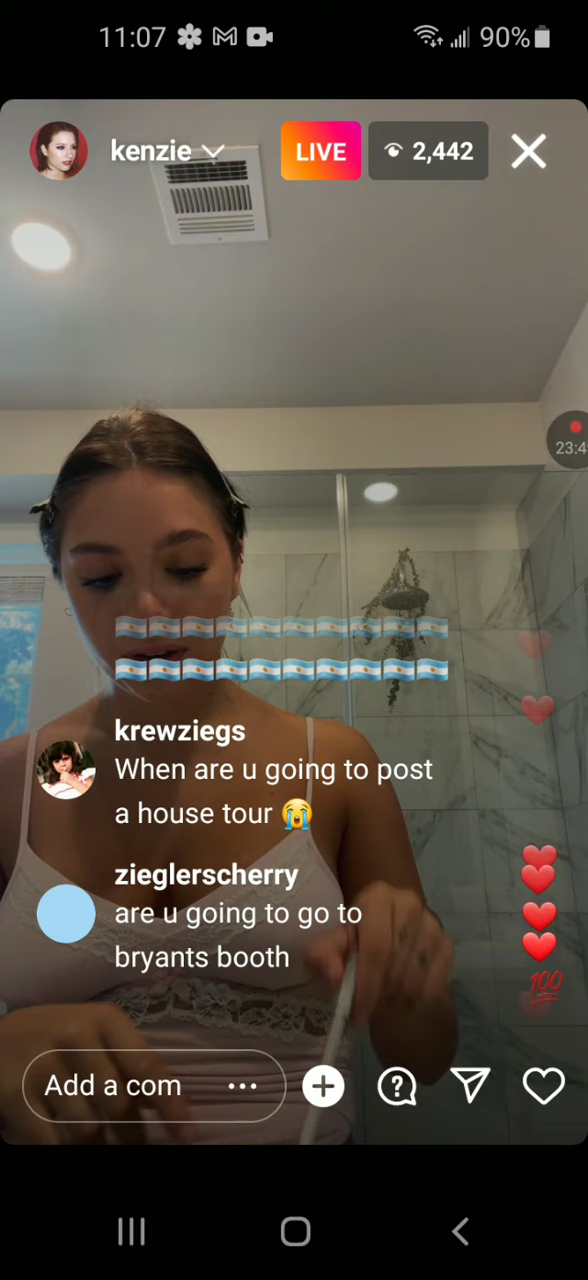 11:07
90%
kenzie
LIVE
2,442
23:4
🇦🇷🇦🇷🇦🇷🇦🇷🇦🇷🇦🇷🇦🇷🇦🇷🇦🇷🇦🇷
🇦🇷🇦🇷🇦🇷🇦🇷🇦🇷🇦🇷🇦🇷🇦🇷🇦🇷🇦🇷
krewziegs
When are u going to post
a house tour 😭
zieglerscherry
are u going to go to
bryants booth
💯
Add a com